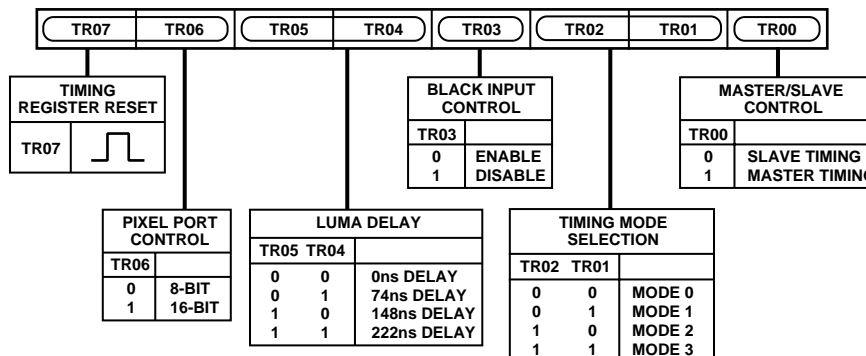 TR07 TR06 TR05 TR04 TR03 TR02 TR01 TR00
TIMING
REGISTER RESET
TR07
BLACK INPUT
CONTROL
TR03
0 ENABLE
1 DISABLE
MASTER/SLAVE
CONTROL
TR00
0 SLAVE TIMING
1 MASTER TIMING
PIXEL PORT
CONTROL
TR06
0 8-BIT
1 16-BIT
LUMA DELAY
TR05 TR04
0 0 0ns DELAY
0 1 74ns DELAY
1 0 148ns DELAY
1 1 222ns DELAY
TIMING MODE
SELECTION
TR02 TR01
0 0 MODE 0
0 1 MODE 1
1 0 MODE 2
1 1 MODE 3